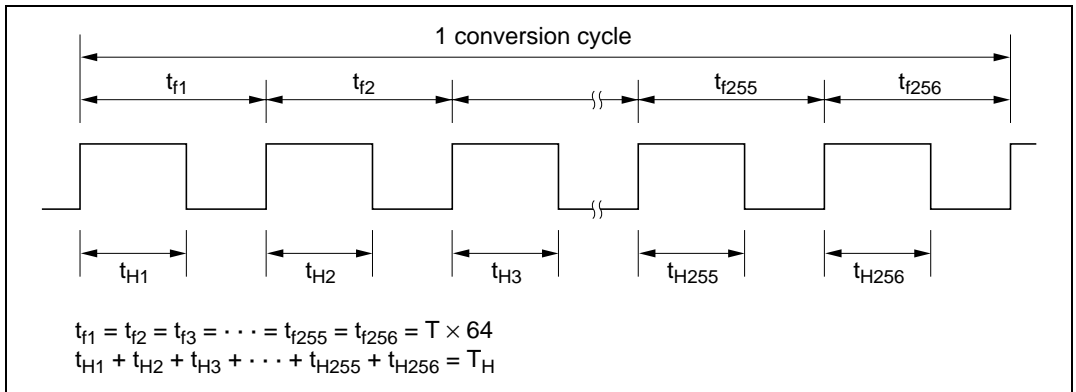 1 conversion cycle
tf1 tf2 tf255 tf256
tH1 tH2 tH3 tH255 tH256
tf1 = tf2 = tf3 = · · · = tf255 = tf256 = T × 64
tH1 + tH2 + tH3 + · · · + tH255 + tH256 = TH